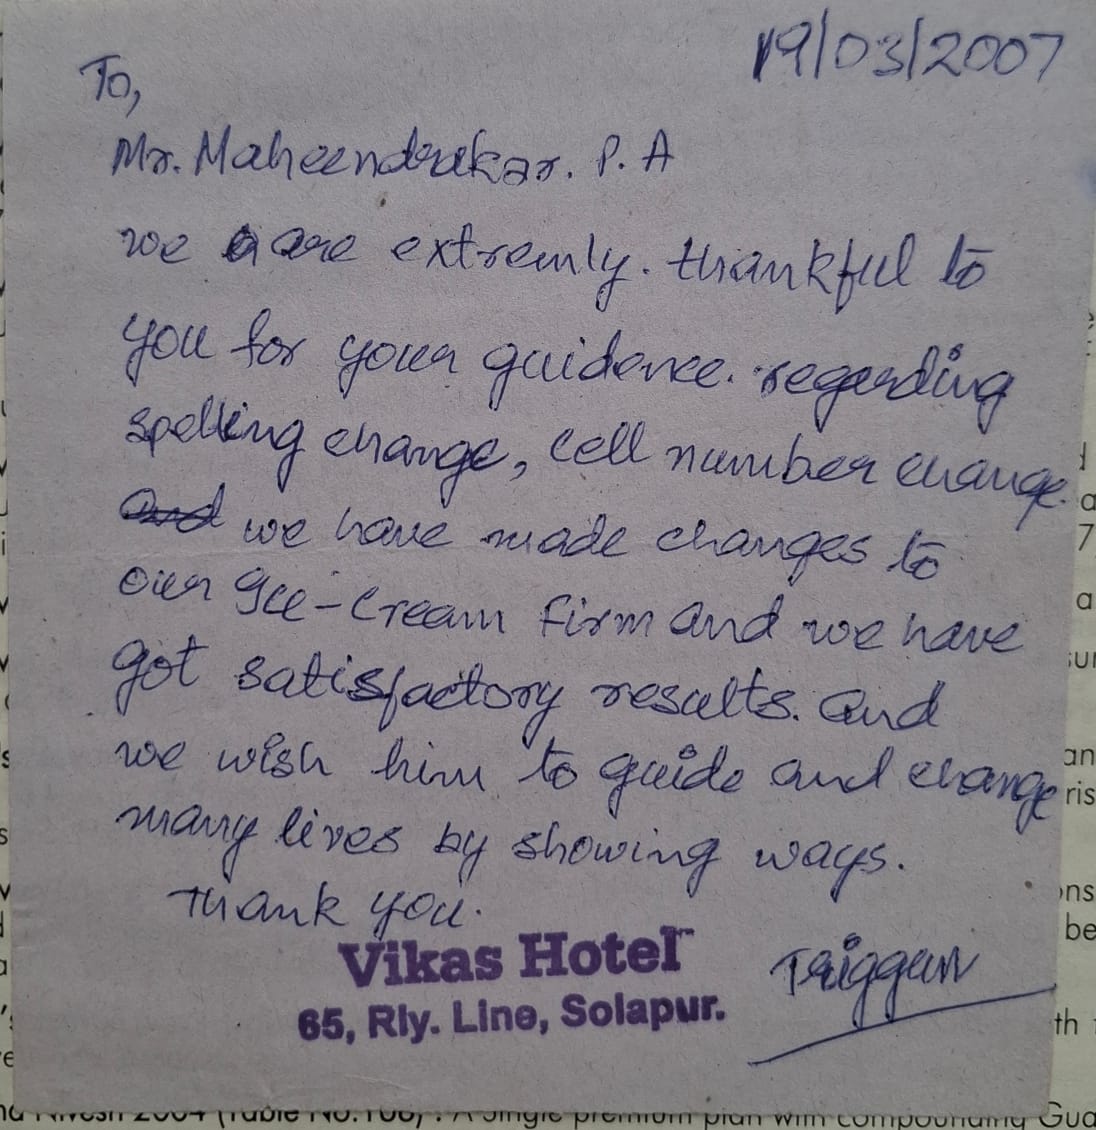 19/03/2007
To,
Mr. Maheendrakar. P. A
we are extremly. thankful to
you for your guidence. regarding
spelling change, cell number change.
and we have made changes to
our Ice-cream firm and we have
got satisfactory results. and
we wish him to guide and change
many lives by showing ways.
Thank you.
Vikas Hotel
65, Rly. Line, Solapur.